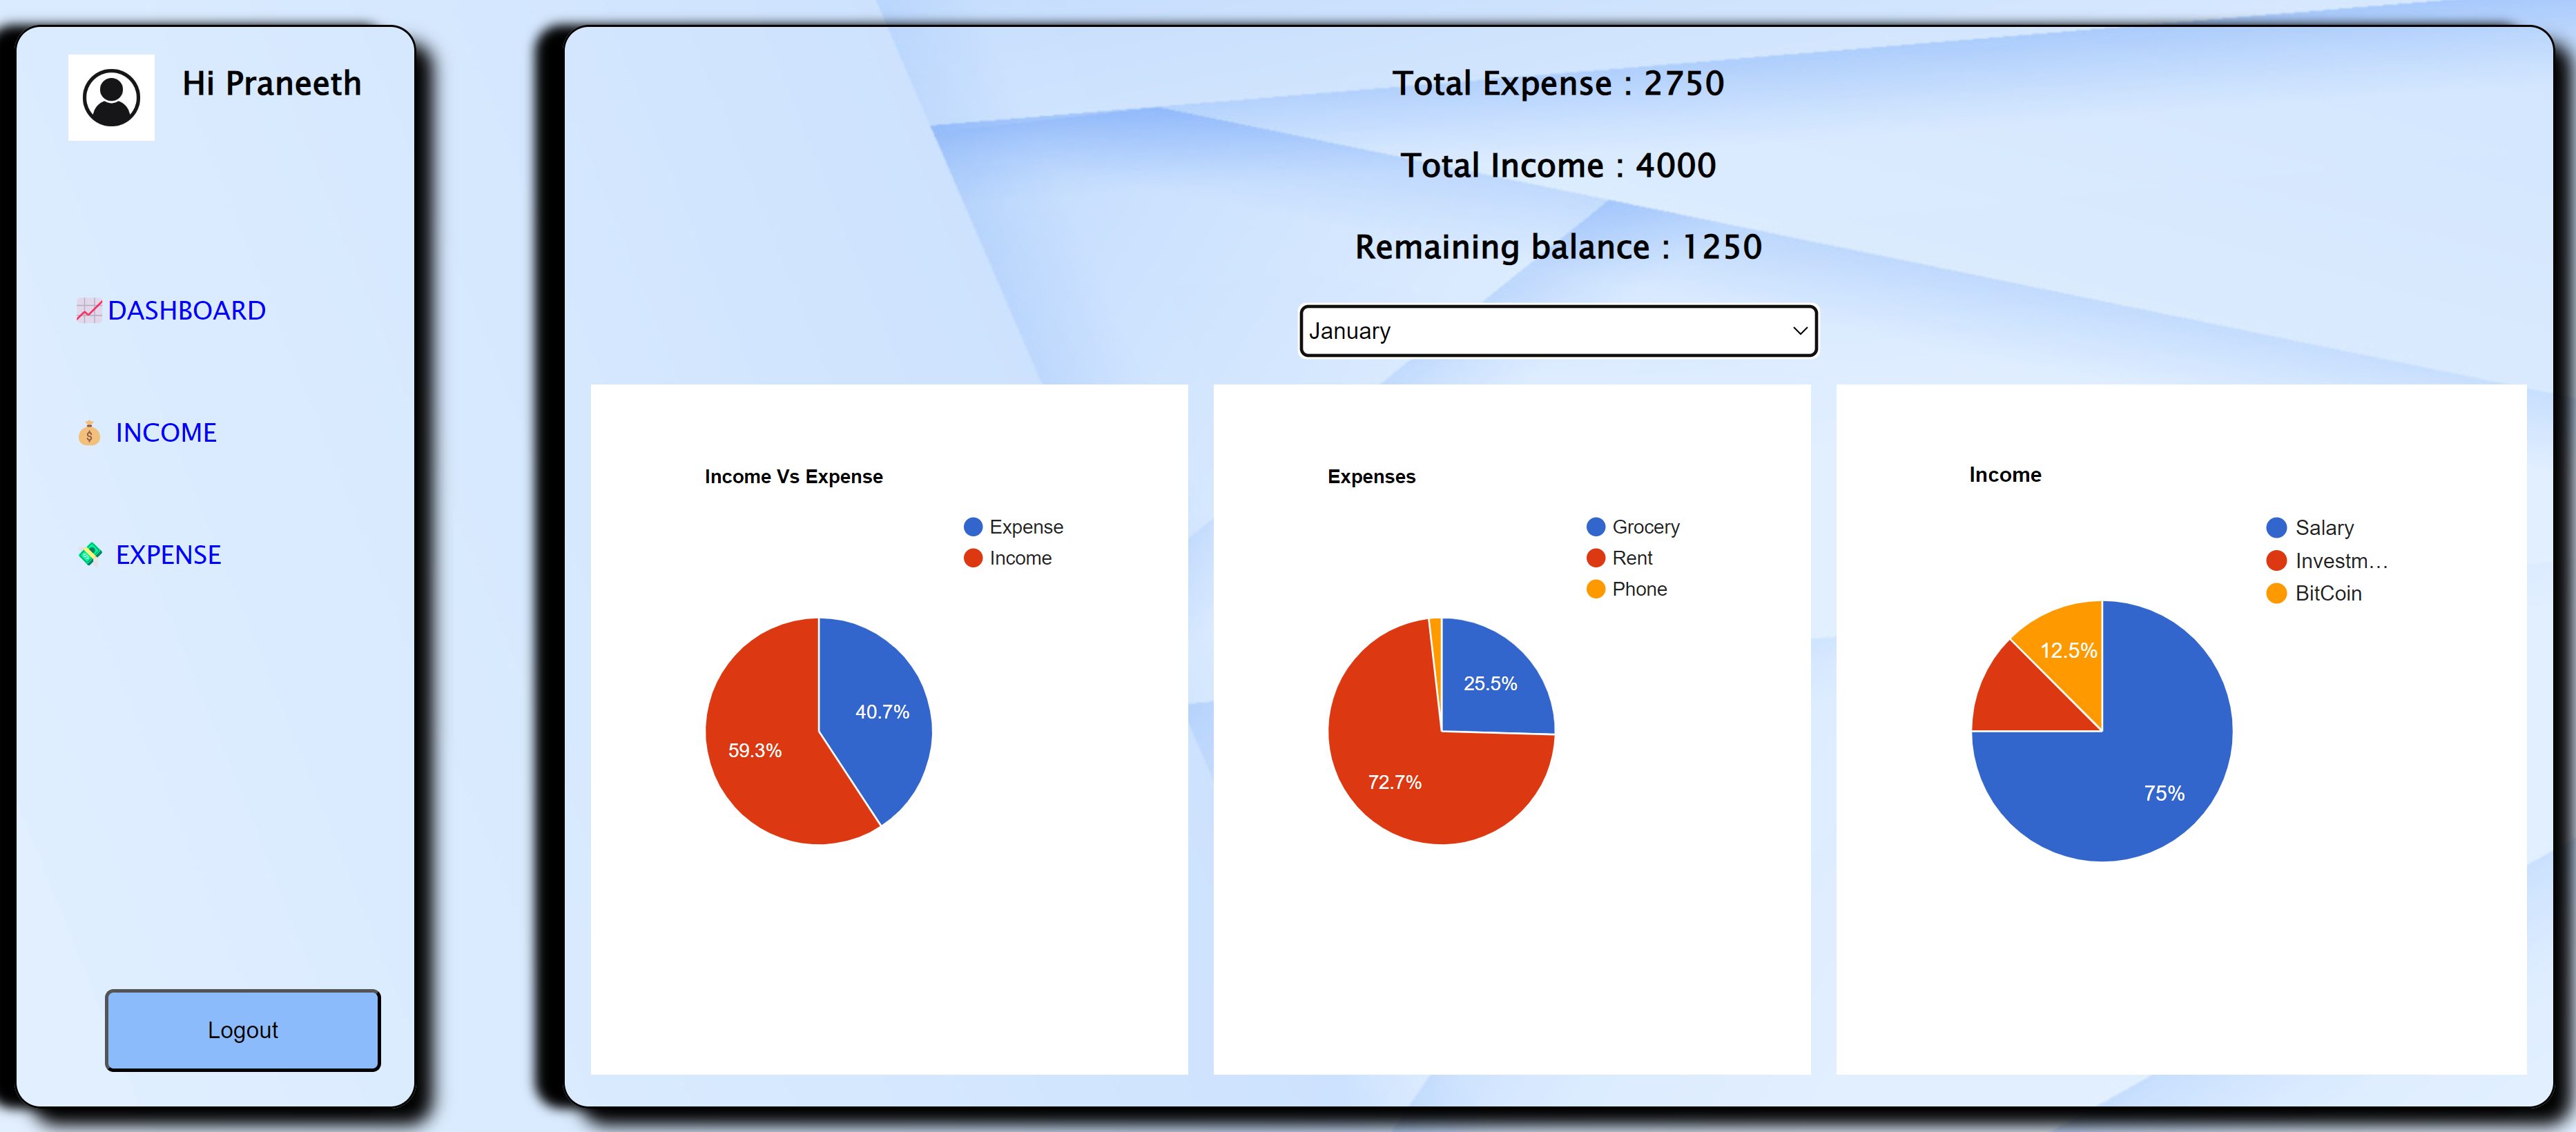 Hi Praneeth
DASHBOARD
INCOME
EXPENSE
Logout
Total Expense : 2750
Total Income : 4000
Remaining balance : 1250
January
Income Vs Expense
Expense
Income
40.7%
59.3%
Expenses
Grocery
Rent
Phone
25.5%
72.7%
Income
Salary
Investm...
BitCoin
12.5%
75%